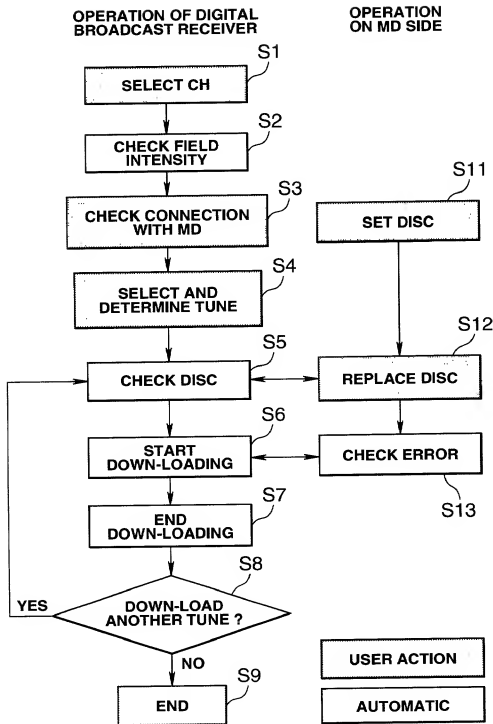 OPERATION OF DIGITAL
BROADCAST RECEIVER
OPERATION
ON MD SIDE
S1
SELECT CH
S2
CHECK FIELD
INTENSITY
S3
CHECK CONNECTION
WITH MD
S11
SET DISC
S4
SELECT AND
DETERMINE TUNE
S5
CHECK DISC
S12
REPLACE DISC
S6
START
DOWN-LOADING
CHECK ERROR
S13
S7
END
DOWN-LOADING
S8
YES
DOWN-LOAD
ANOTHER TUNE ?
NO
S9
END
USER ACTION
AUTOMATIC